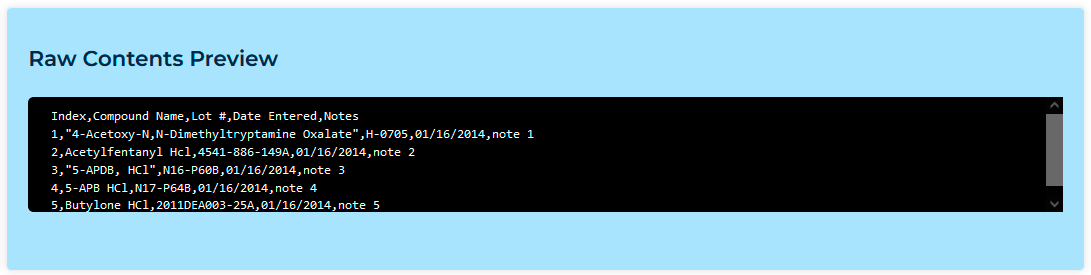 Raw Contents Preview
Index,Compound Name,Lot #,Date Entered,Notes
1,"4-Acetoxy-N,N-Dimethyltryptamine Oxalate",H-0705,01/16/2014,note 1
2,Acetylfentanyl Hcl,4541-886-149A,01/16/2014,note 2
3,"5-APDB, HCl",N16-P60B,01/16/2014,note 3
4,5-APB HCl,N17-P64B,01/16/2014,note 4
5,Butylone HCl,2011DEA003-25A,01/16/2014,note 5